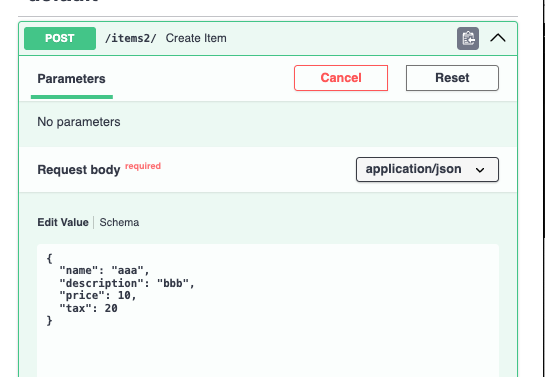 POST /items2/ Create Item
Parameters
Cancel
Reset
No parameters
Request body required
application/json
Edit Value
Schema
{
  "name": "aaa",
  "description": "bbb",
  "price": 10,
  "tax": 20
}